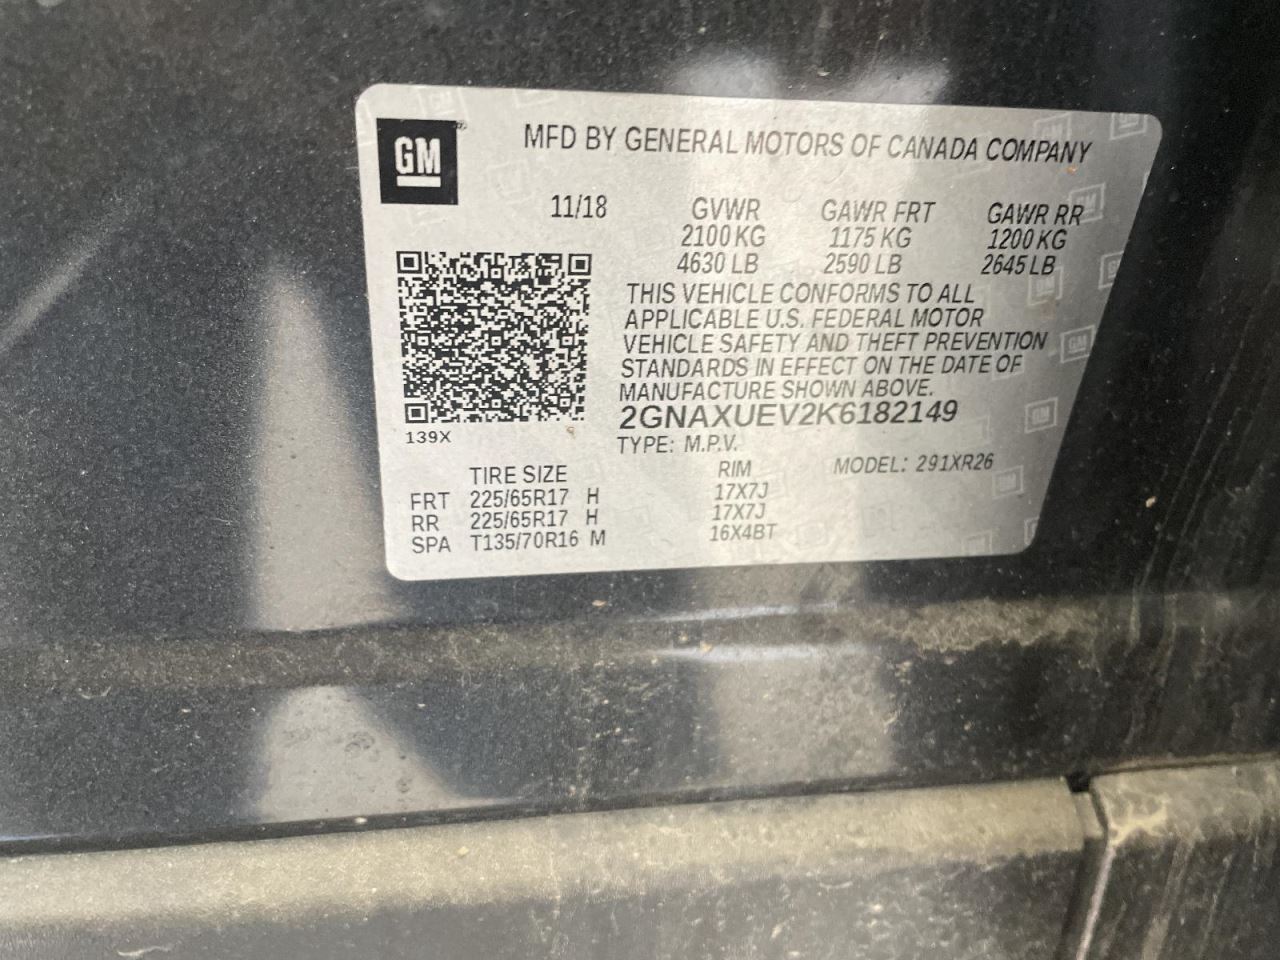 GM
MFD BY GENERAL MOTORS OF CANADA COMPANY
11/18 GVWR GAWR FRT GAWR RR
2100 KG 1175 KG 1200 KG
4630 LB 2590 LB 2645 LB
THIS VEHICLE CONFORMS TO ALL
APPLICABLE U.S. FEDERAL MOTOR
VEHICLE SAFETY AND THEFT PREVENTION
STANDARDS IN EFFECT ON THE DATE OF
MANUFACTURE SHOWN ABOVE.
2GNAXUEV2K6182149
139X
TYPE: M.P.V.
TIRE SIZE RIM MODEL: 291XR26
FRT 225/65R17 H 17X7J
RR 225/65R17 H 17X7J
SPA T135/70R16 M 16X4BT